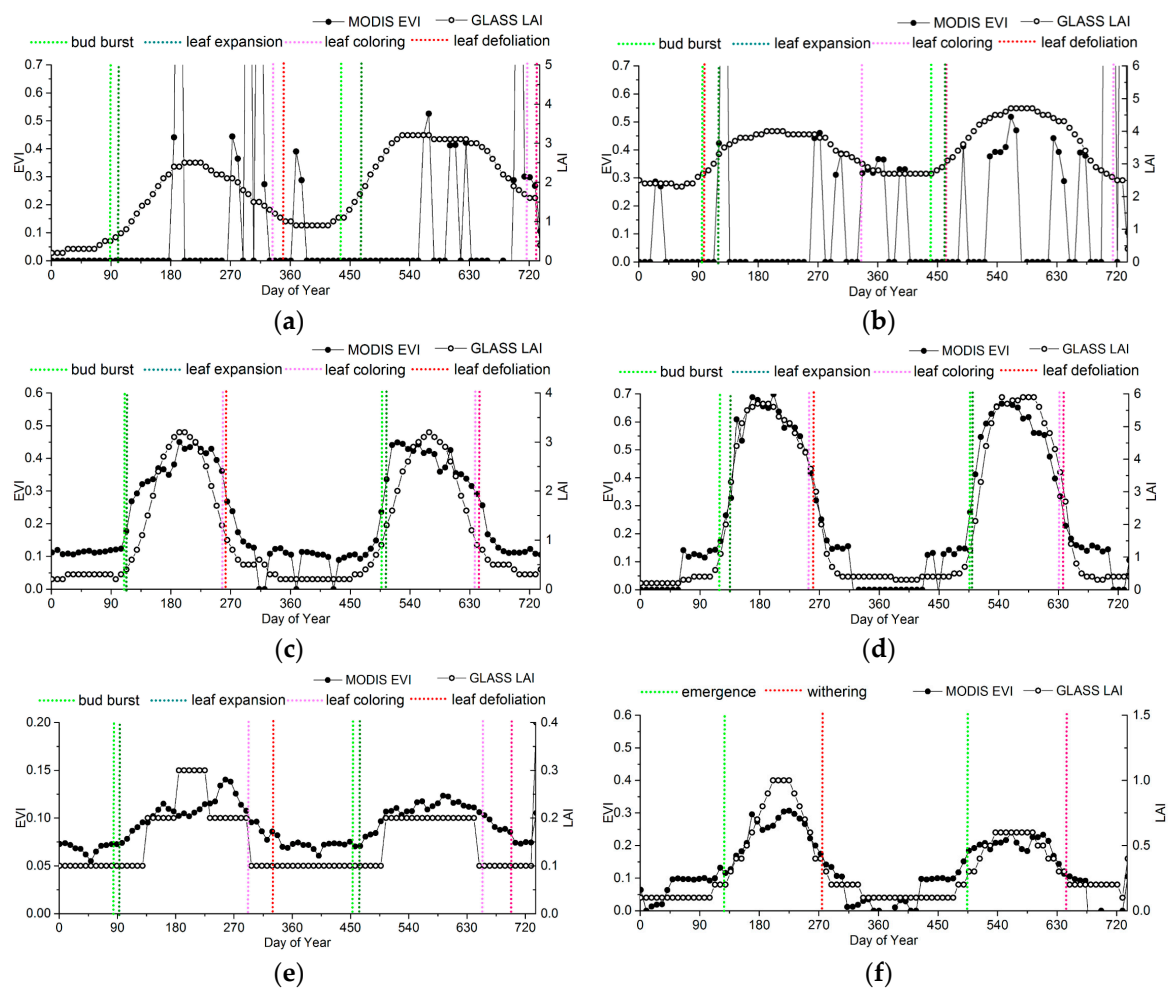 MODIS EVI GLASS LAI
bud burst leaf expansion leaf coloring leaf defoliation
0.7 0.6 0.5 0.4 0.3 0.2 0.1 0.0
EVI
5 4 3 2 1 0
LAI
0 90 180 270 360 450 540 630 720
Day of Year
(a)
MODIS EVI GLASS LAI
bud burst leaf expansion leaf coloring leaf defoliation
0.7 0.6 0.5 0.4 0.3 0.2 0.1 0.0
EVI
6 5 4 3 2 1 0
LAI
0 90 180 270 360 450 540 630 720
Day of Year
(b)
MODIS EVI GLASS LAI
bud burst leaf expansion leaf coloring leaf defoliation
0.6 0.5 0.4 0.3 0.2 0.1 0.0
EVI
4 3 2 1 0
LAI
0 90 180 270 360 450 540 630 720
Day of Year
(c)
MODIS EVI GLASS LAI
bud burst leaf expansion leaf coloring leaf defoliation
0.7 0.6 0.5 0.4 0.3 0.2 0.1 0.0
EVI
6 5 4 3 2 1 0
LAI
0 90 180 270 360 450 540 630 720
Day of Year
(d)
MODIS EVI GLASS LAI
bud burst leaf expansion leaf coloring leaf defoliation
0.20 0.15 0.10 0.05 0.00
EVI
0.4 0.3 0.2 0.1 0.0
LAI
0 90 180 270 360 450 540 630 720
Day of Year
(e)
emergence withering MODIS EVI GLASS LAI
0.6 0.5 0.4 0.3 0.2 0.1 0.0
EVI
1.5 1.0 0.5 0.0
LAI
0 90 180 270 360 450 540 630 720
Day of Year
(f)